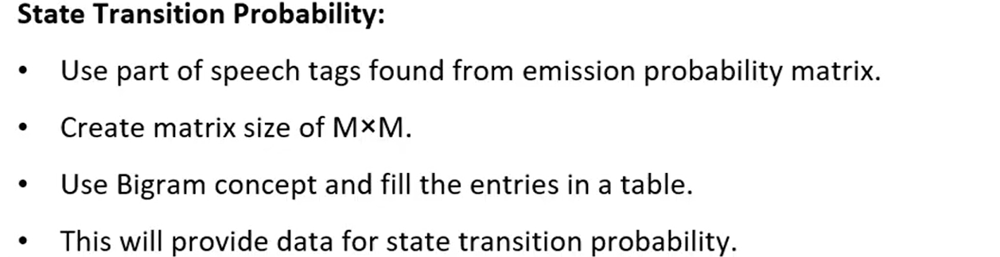 State Transition Probability:
• Use part of speech tags found from emission probability matrix.
• Create matrix size of M×M.
• Use Bigram concept and fill the entries in a table.
• This will provide data for state transition probability.